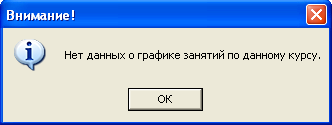 Внимание!
Нет данных о графике занятий по данному курсу.
OK